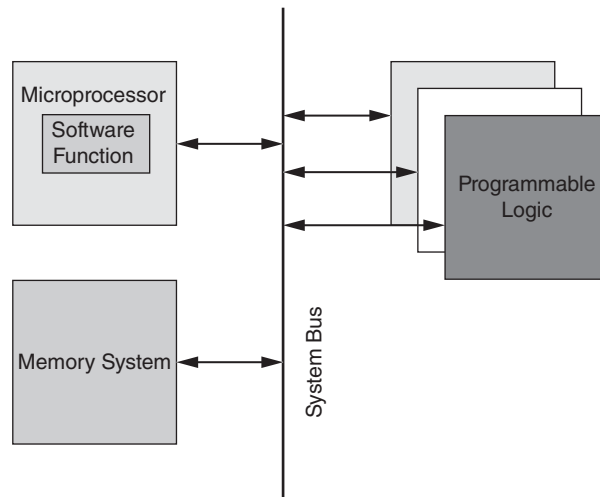 Microprocessor
Software
Function
Programmable
Logic
Memory System
System Bus